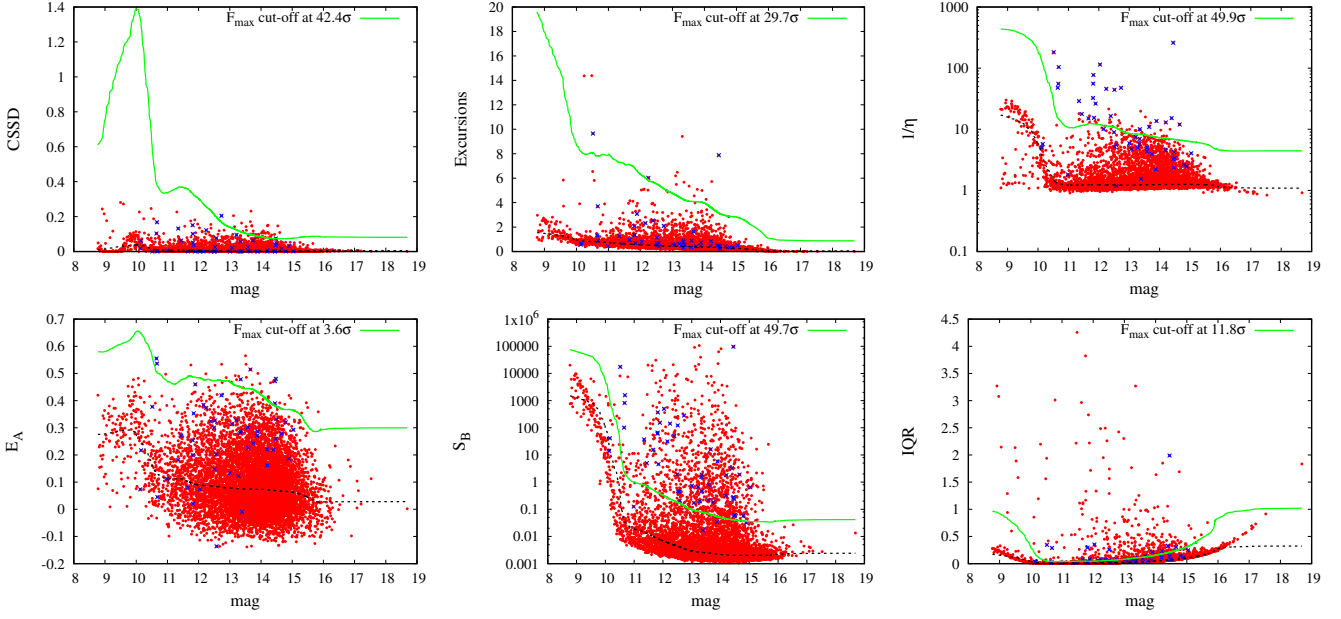 F_max cut-off at 42.4σ
CSSD
1.4
1.2
1
0.8
0.6
0.4
0.2
0
8 9 10 11 12 13 14 15 16 17 18 19
mag
F_max cut-off at 29.7σ
Excursions
20
18
16
14
12
10
8
6
4
2
0
8 9 10 11 12 13 14 15 16 17 18 19
mag
F_max cut-off at 49.9σ
1/η
1000
100
10
1
0.1
8 9 10 11 12 13 14 15 16 17 18 19
mag
F_max cut-off at 3.6σ
E_A
0.7
0.6
0.5
0.4
0.3
0.2
0.1
0
-0.1
-0.2
8 9 10 11 12 13 14 15 16 17 18 19
mag
F_max cut-off at 49.7σ
S_B
1x10^6
100000
10000
1000
100
10
1
0.1
0.01
0.001
8 9 10 11 12 13 14 15 16 17 18 19
mag
F_max cut-off at 11.8σ
IQR
4.5
4
3.5
3
2.5
2
1.5
1
0.5
0
8 9 10 11 12 13 14 15 16 17 18 19
mag